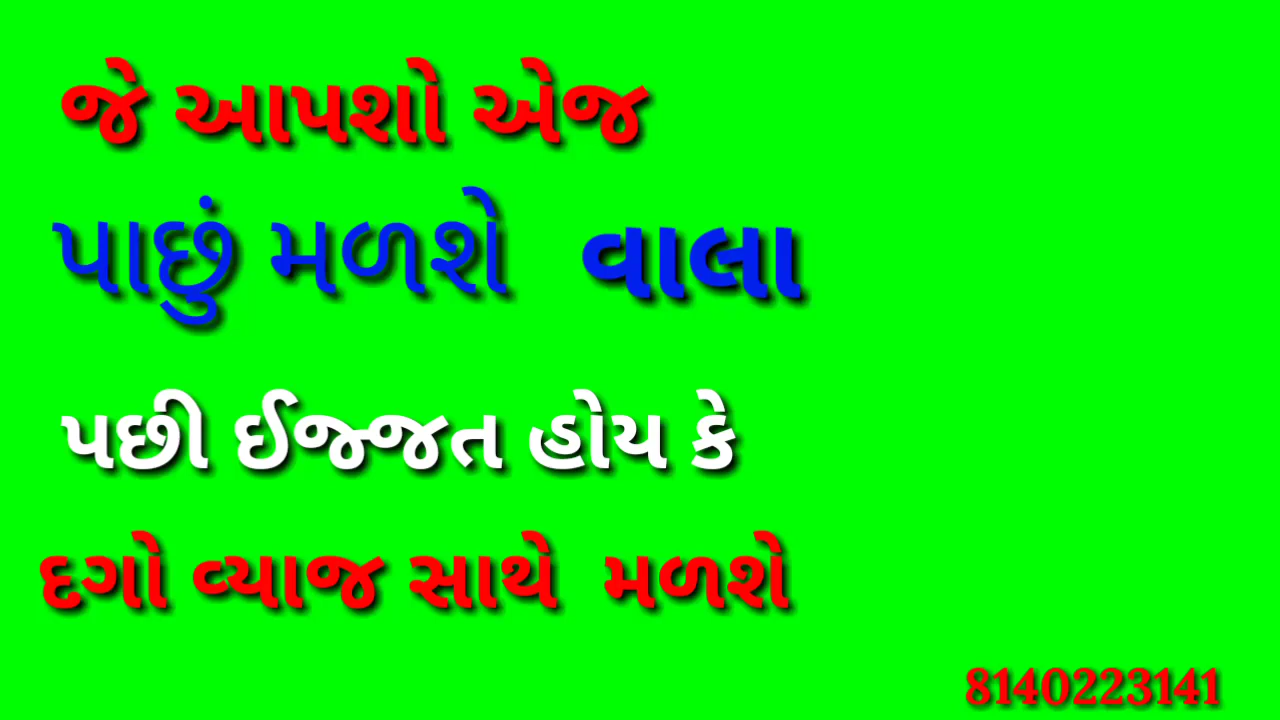 જે આપશો એજ
પાછું મળશે વાલા
પછી ઈજ્જત હોય કે
દગો વ્યાજ સાથે મળશે
8140223141